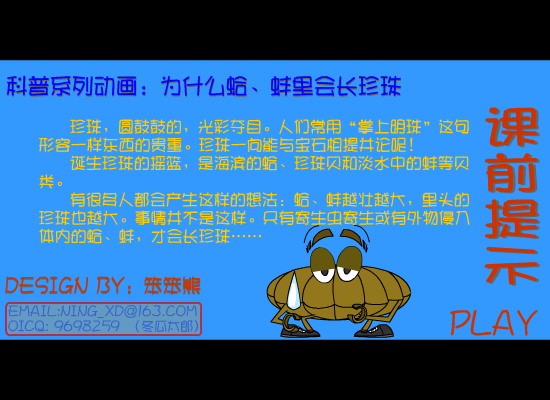 科普系列动画：为什么蛤、蚌里会长珍珠
珍珠，圆鼓鼓的，光彩夺目。人们常用“掌上明珠”这句
形容一样东西的贵重。珍珠一向能与宝石相提并论呢！
诞生珍珠的摇篮，是海滨的蛤、珍珠贝和淡水中的蚌等贝
类。
有很多人都会产生这样的想法：蛤、蚌越壮越大，里头的
珍珠也越大。事情并不是这样。只有寄生虫寄生或有外物侵入
体内的蛤、蚌，才会长珍珠……
课前提示
DESIGN BY：笨笨熊
EMAIL:NING_XD@163.COM
OICQ: 9698259 （冬瓜太郎）
PLAY